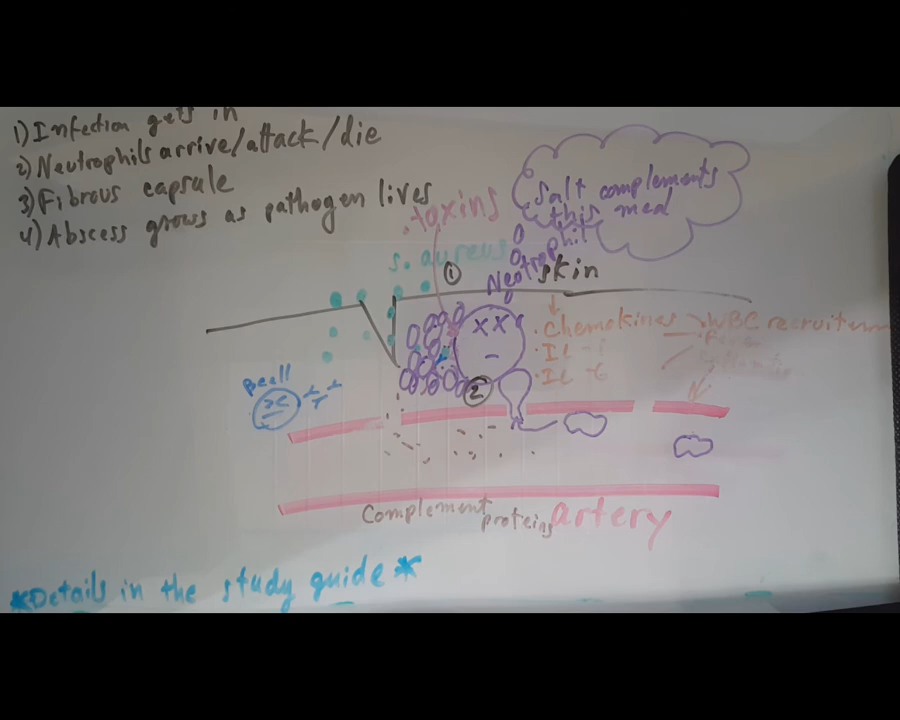 1) Infection gets in
2) Neutrophils arrive/attack/die
3) Fibrous capsule
4) Abscess grows as pathogen lives
Salt complements
this meal
.toxins
S. aureus
①
Neutrophil
skin
· Chemokines
WBC recruitment
· IL-1
· IL-6
Bcell
②
Complement proteins
artery
*Details in the study guide*